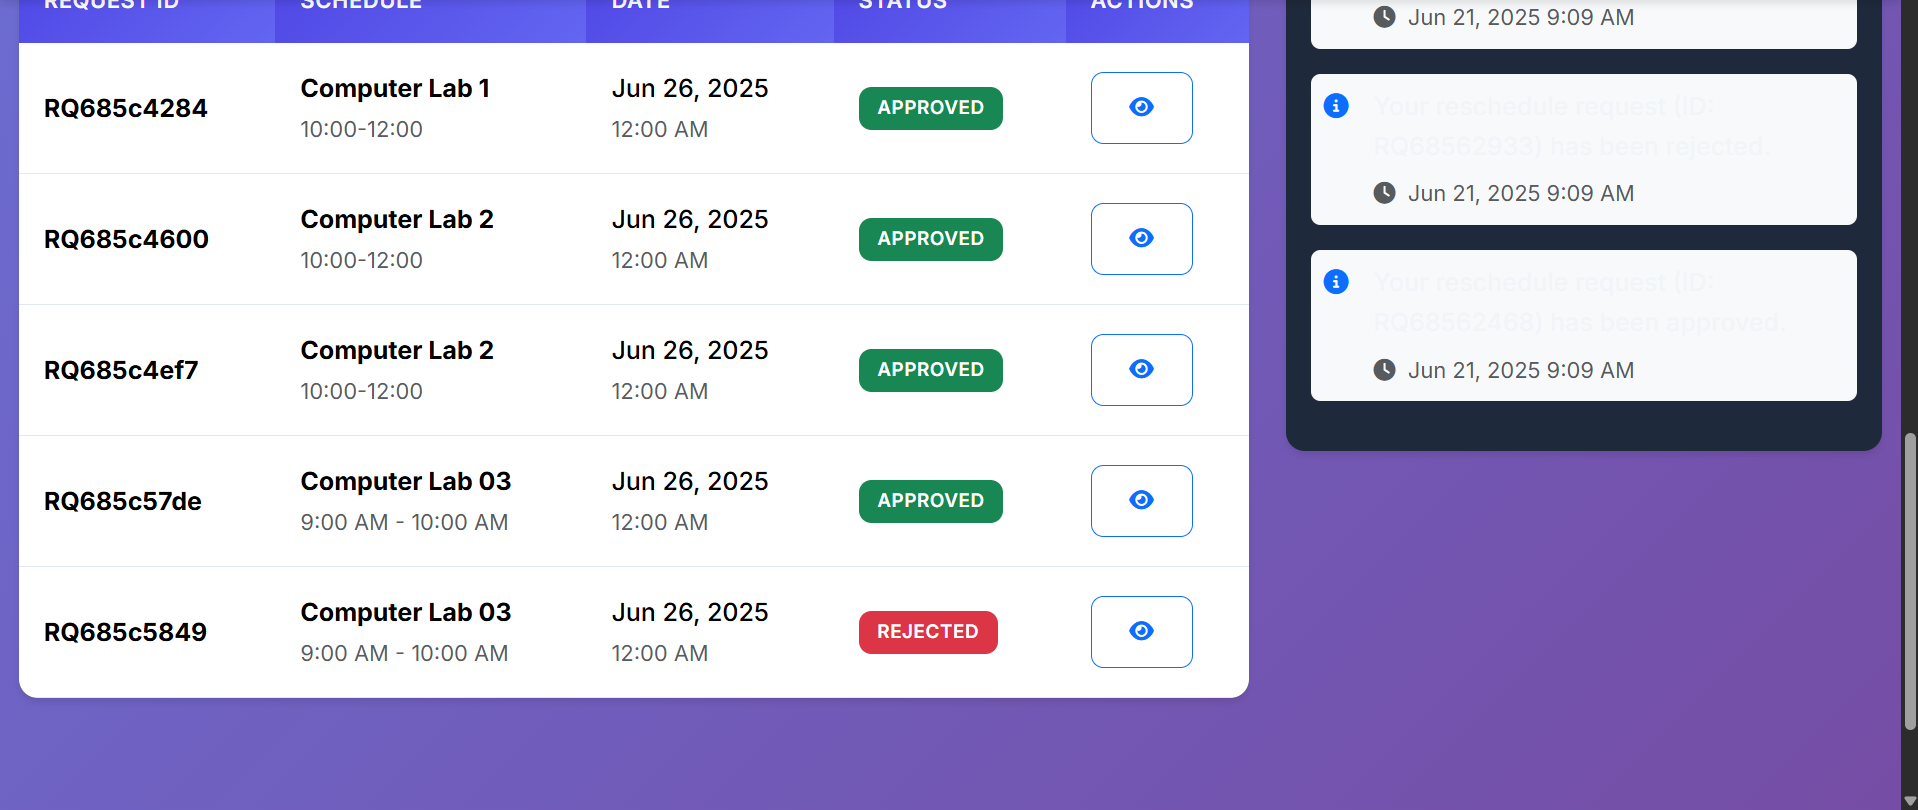 REQUEST ID SCHEDULE DATE STATUS ACTIONS
RQ685c4284
Computer Lab 1
10:00-12:00
Jun 26, 2025
12:00 AM
APPROVED
RQ685c4600
Computer Lab 2
10:00-12:00
Jun 26, 2025
12:00 AM
APPROVED
RQ685c4ef7
Computer Lab 2
10:00-12:00
Jun 26, 2025
12:00 AM
APPROVED
RQ685c57de
Computer Lab 03
9:00 AM - 10:00 AM
Jun 26, 2025
12:00 AM
APPROVED
RQ685c5849
Computer Lab 03
9:00 AM - 10:00 AM
Jun 26, 2025
12:00 AM
REJECTED
Jun 21, 2025 9:09 AM
Your reschedule request (ID:
RQ68562933) has been rejected.
Jun 21, 2025 9:09 AM
Your reschedule request (ID:
RQ68562468) has been approved.
Jun 21, 2025 9:09 AM